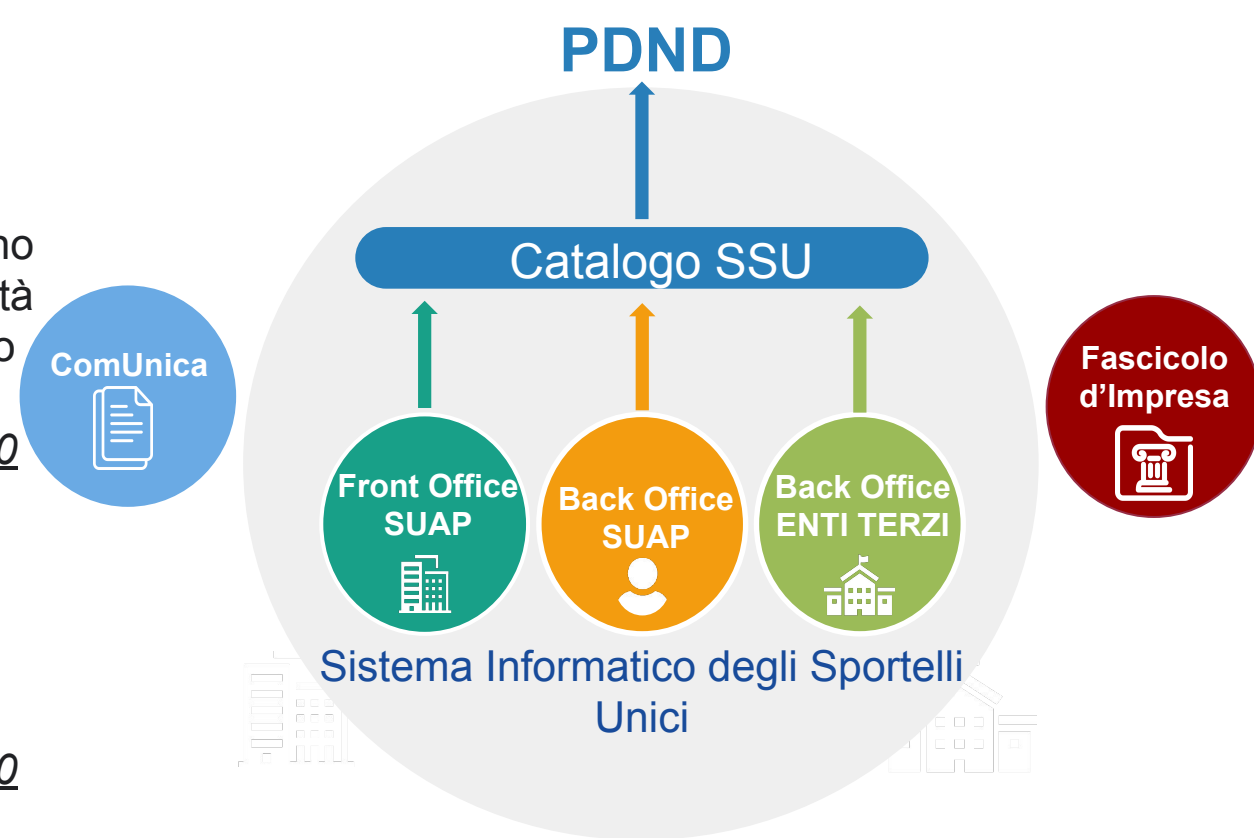 PDND
Catalogo SSU
ComUnica
Fascicolo
d’Impresa
Front Office
SUAP
Back Office
SUAP
Back Office
ENTI TERZI
Sistema Informatico degli Sportelli
Unici